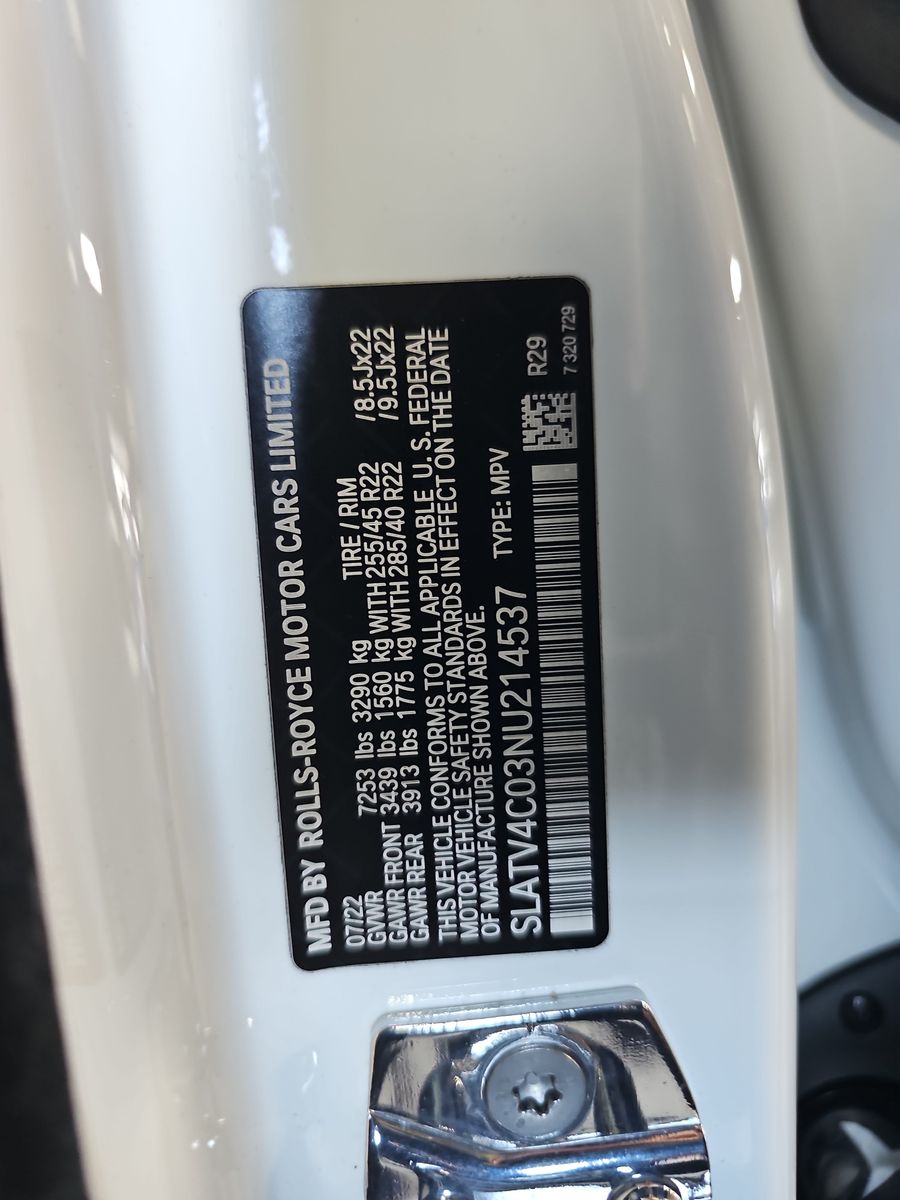 MFD BY ROLLS-ROYCE MOTOR CARS LIMITED
07/22
GVWR 7253 lbs 3290 kg TIRE / RIM
GAWR FRONT 3439 lbs 1560 kg WITH 255/45 R22 /8.5Jx22
GAWR REAR 3913 lbs 1775 kg WITH 285/40 R22 /9.5Jx22
THIS VEHICLE CONFORMS TO ALL APPLICABLE U. S. FEDERAL
MOTOR VEHICLE SAFETY STANDARDS IN EFFECT ON THE DATE
OF MANUFACTURE SHOWN ABOVE.
SLATV4C03NU214537 TYPE: MPV
R29
7 320 729